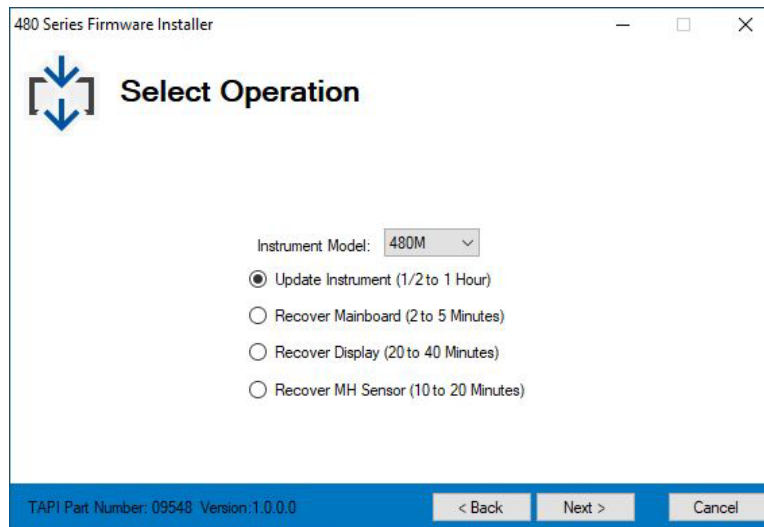 480 Series Firmware Installer
Select Operation
Instrument Model: 480M
Update Instrument (1/2 to 1 Hour)
Recover Mainboard (2 to 5 Minutes)
Recover Display (20 to 40 Minutes)
Recover MH Sensor (10 to 20 Minutes)
TAPI Part Number: 09548 Version:1.0.0.0 < Back Next > Cancel